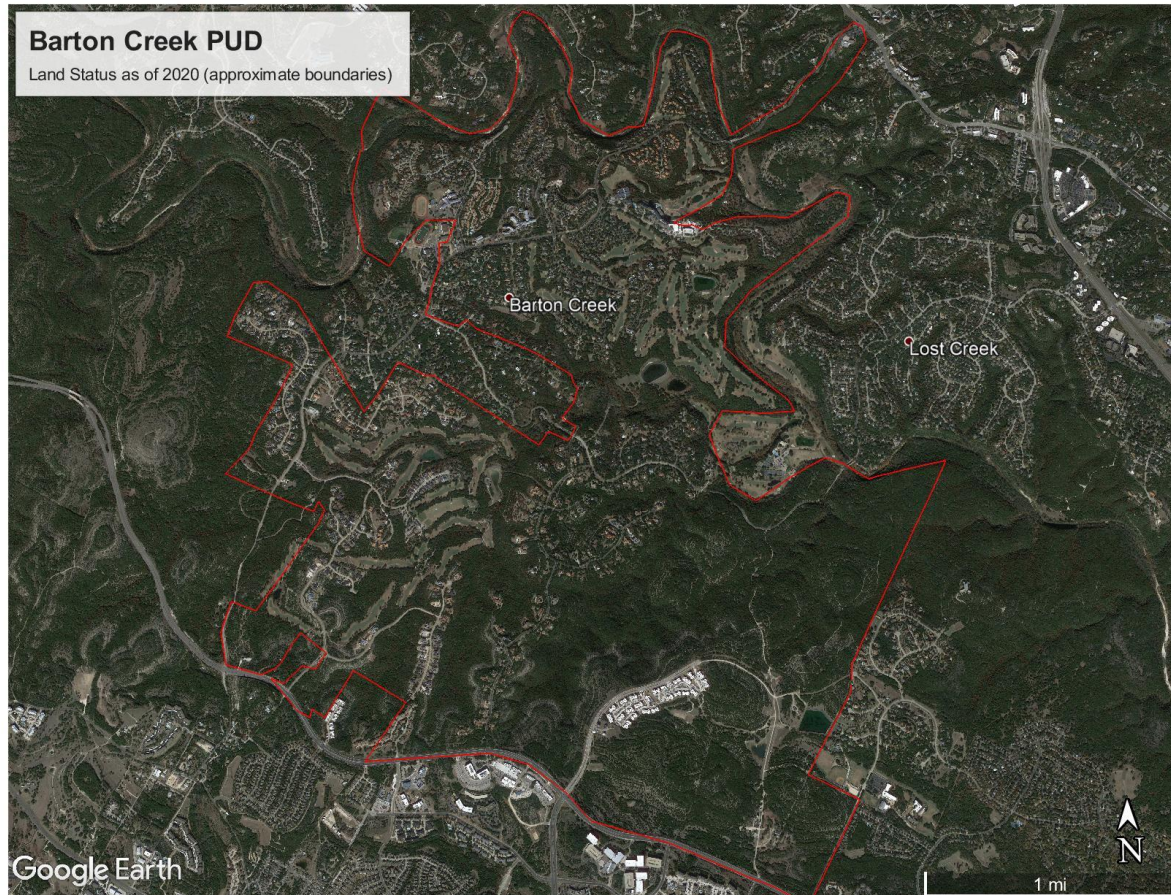 Barton Creek PUD
Land Status as of 2020 (approximate boundaries)
Barton Creek
Lost Creek
N
Google Earth
1 mi